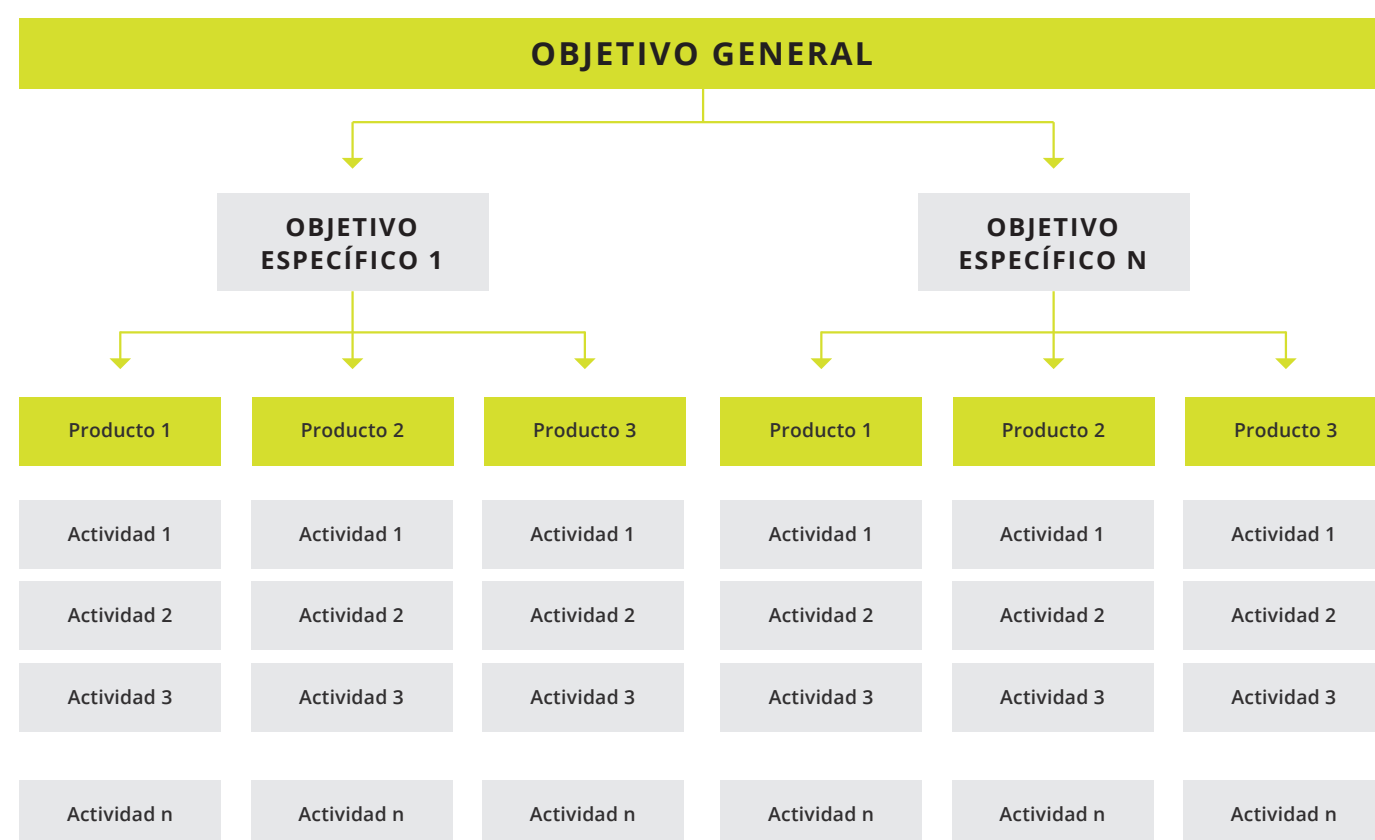 OBJETIVO GENERAL
OBJETIVO
ESPECÍFICO 1
OBJETIVO
ESPECÍFICO N
Producto 1
Producto 2
Producto 3
Producto 1
Producto 2
Producto 3
Actividad 1
Actividad 1
Actividad 1
Actividad 1
Actividad 1
Actividad 1
Actividad 2
Actividad 2
Actividad 2
Actividad 2
Actividad 2
Actividad 2
Actividad 3
Actividad 3
Actividad 3
Actividad 3
Actividad 3
Actividad 3
Actividad n
Actividad n
Actividad n
Actividad n
Actividad n
Actividad n